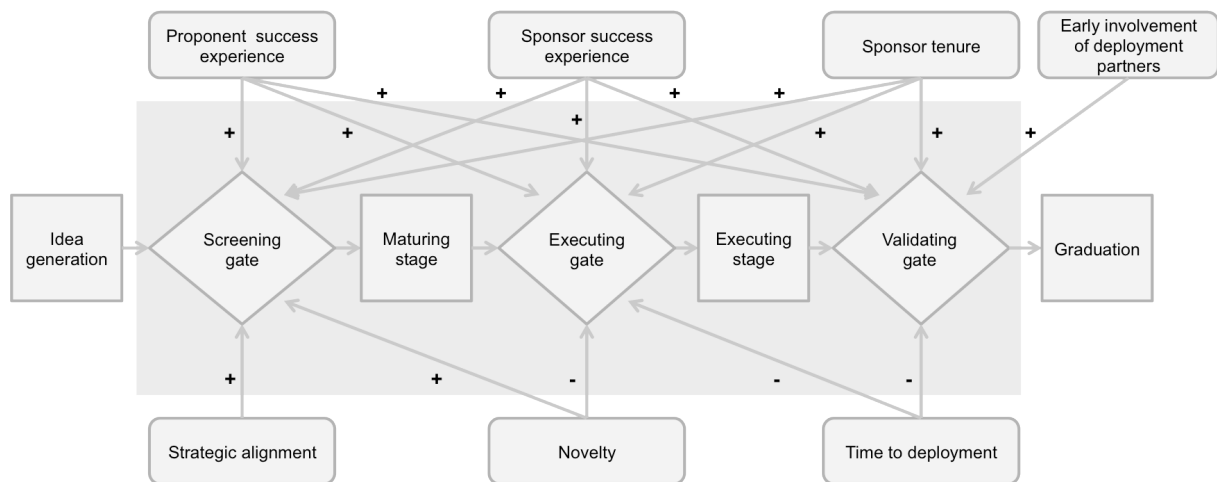 Proponent success
experience
Sponsor success
experience
Sponsor tenure
Early involvement
of deployment
partners
+ + + +
+ + + + + +
Idea
generation
Screening
gate
Maturing
stage
Executing
gate
Executing
stage
Validating
gate
Graduation
+ + - - -
Strategic alignment
Novelty
Time to deployment